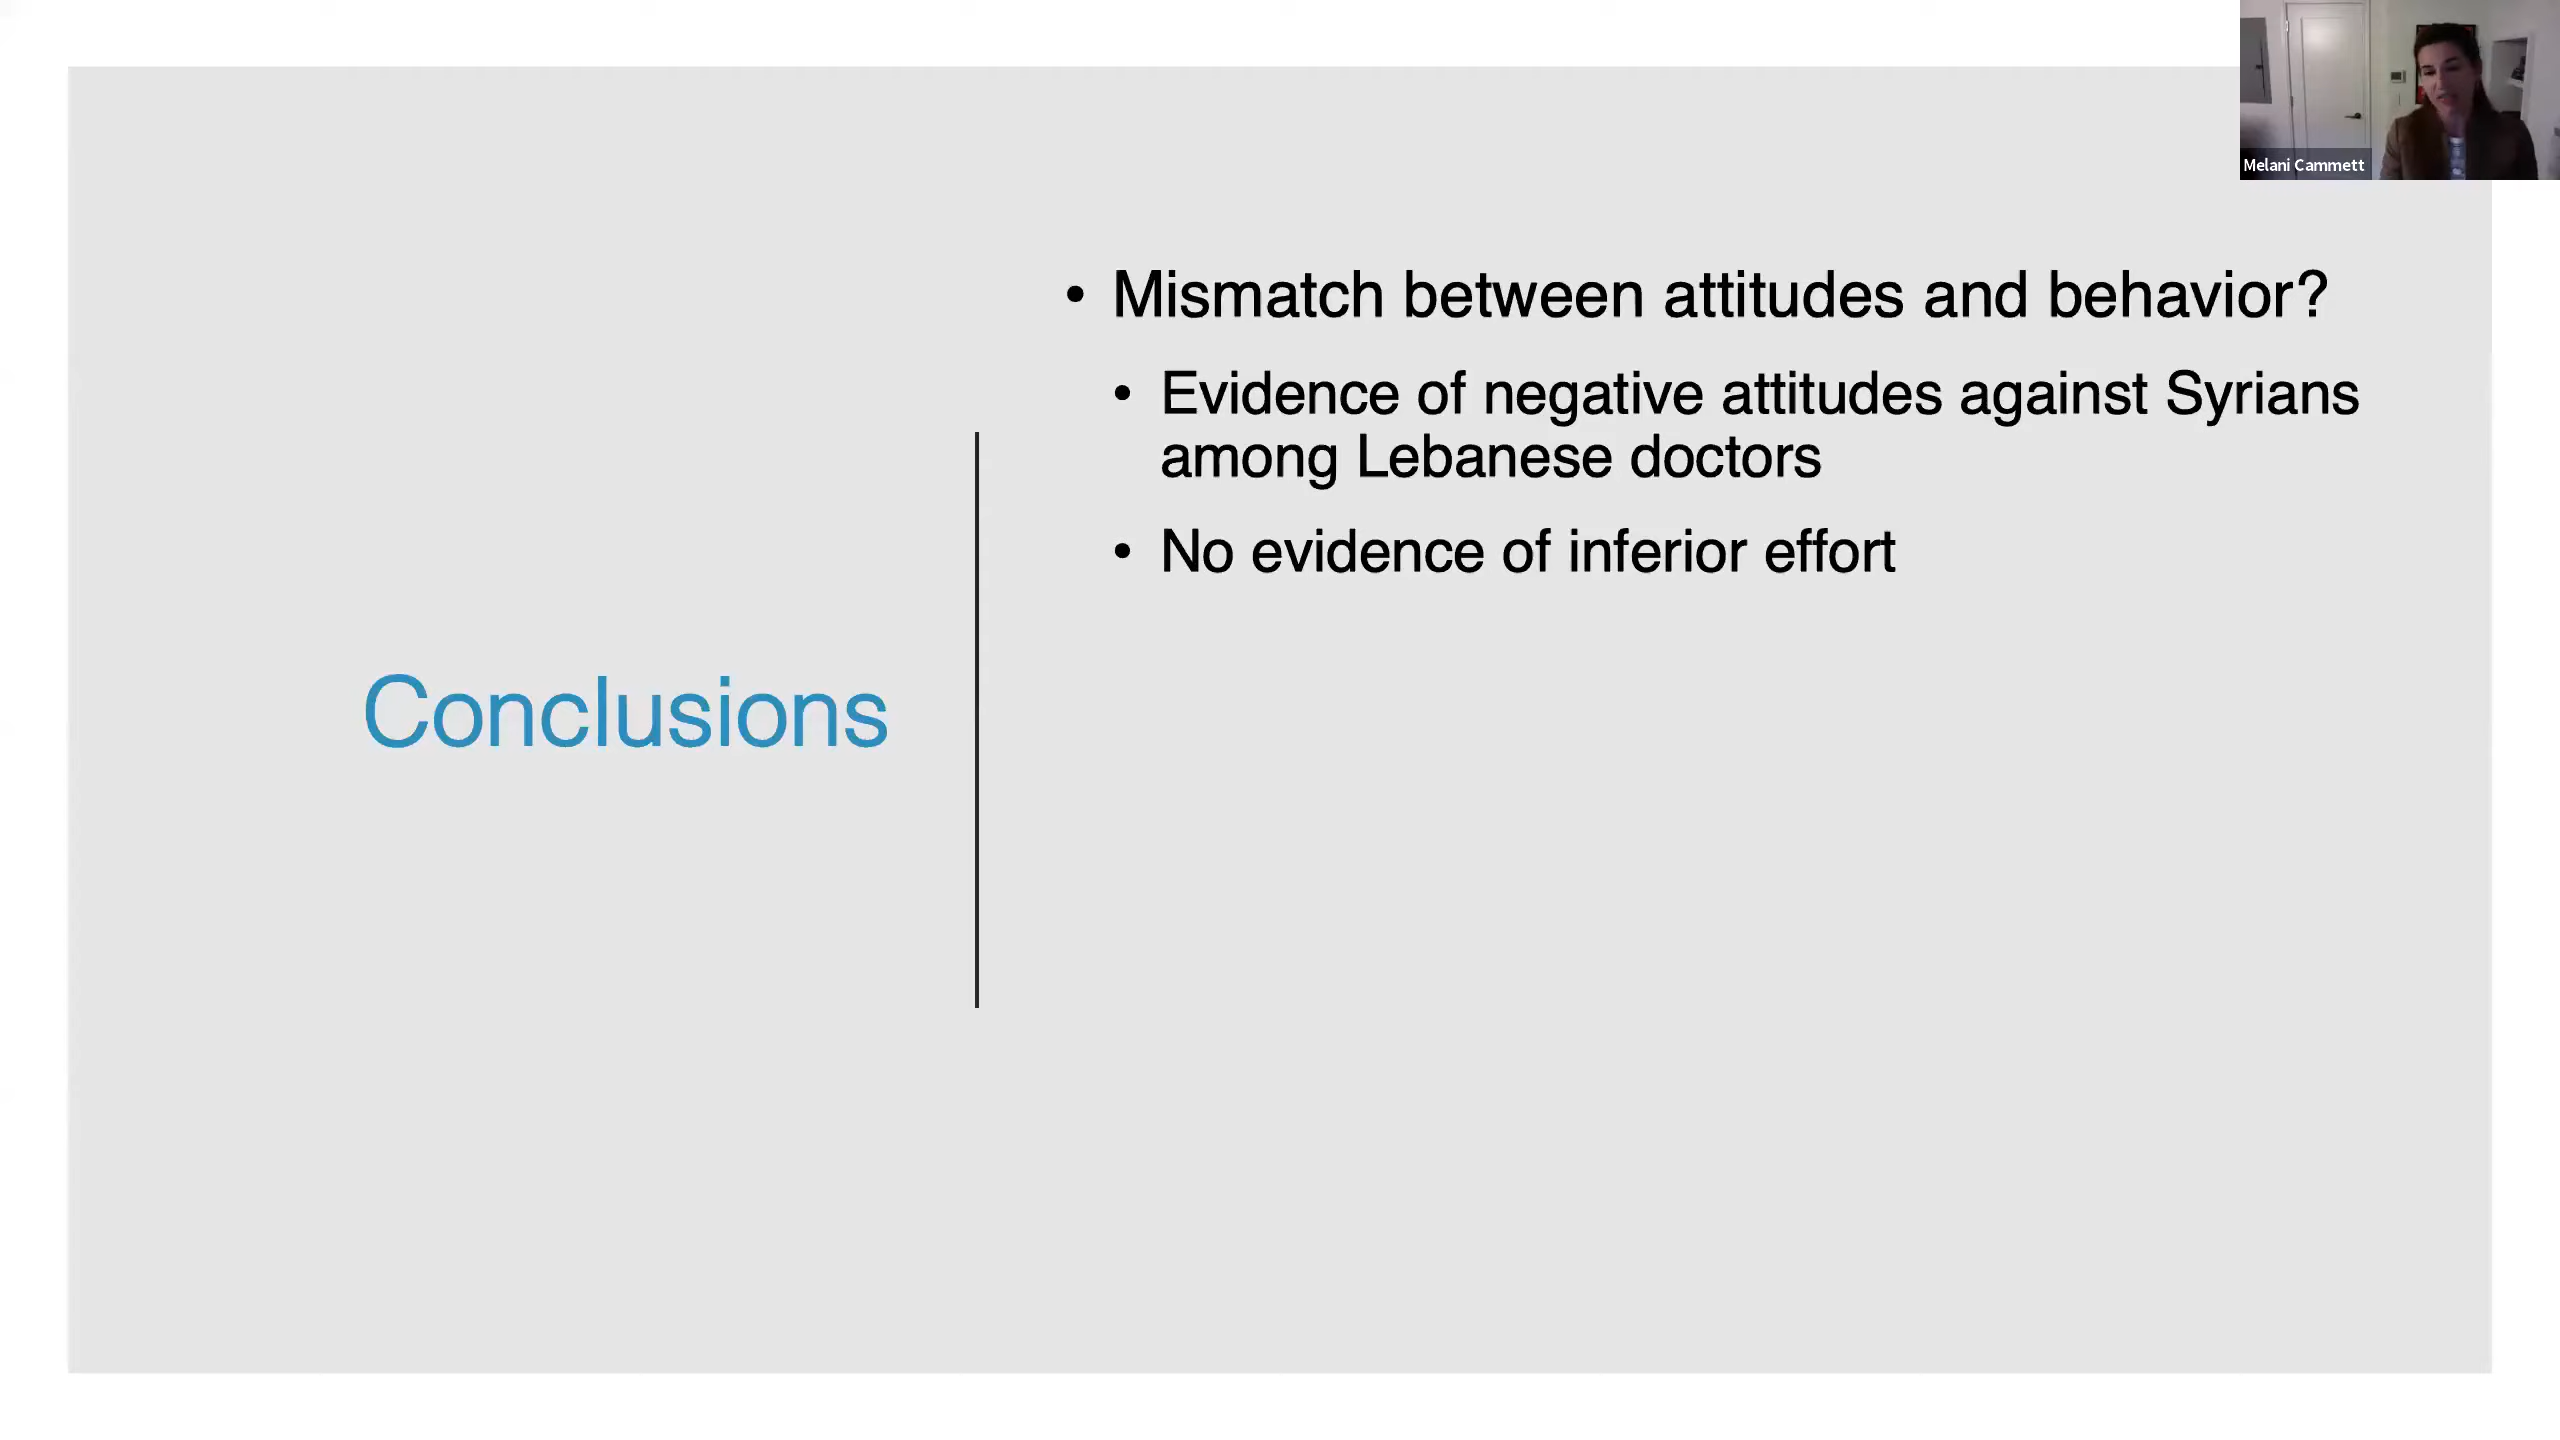 Melani Cammett
• Mismatch between attitudes and behavior?
• Evidence of negative attitudes against Syrians
among Lebanese doctors
• No evidence of inferior effort
Conclusions